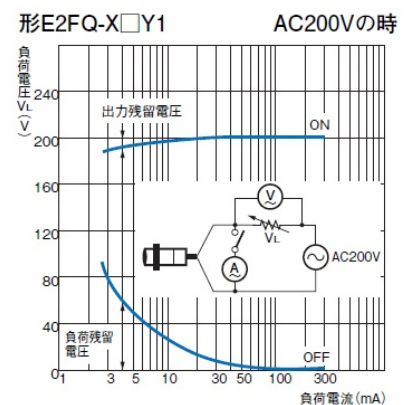 形E2FQ-X□Y1 AC200Vの時
負荷電圧VL(V)
240
200
160
120
80
40
0
出力残留電圧
ON
V
VL
A
AC200V
負荷残留
電圧
OFF
1 3 5 10 30 50 100 300
負荷電流(mA)